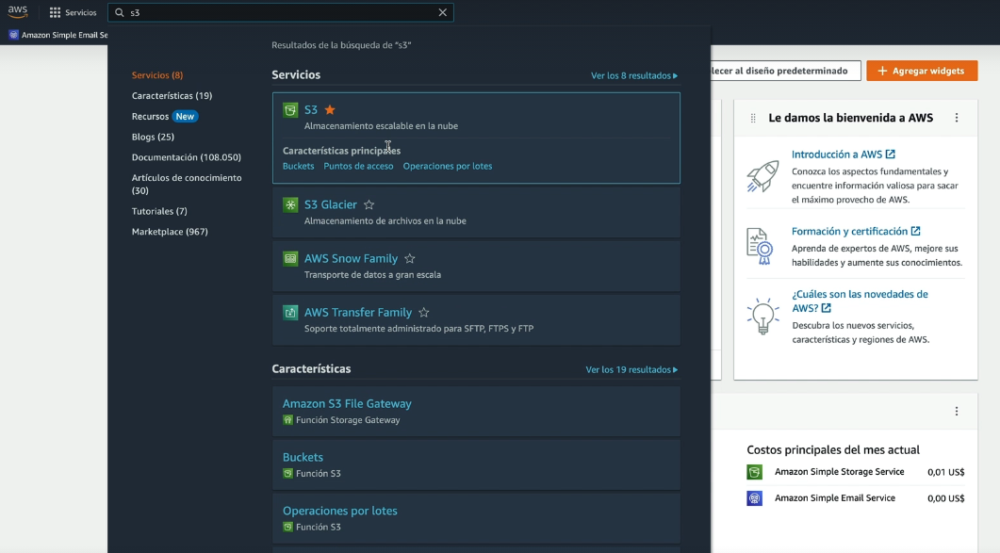 aws
Servicios
s3
Amazon Simple Email Se
Resultados de la búsqueda de "s3"
Servicios (8)
Características (19)
Recursos New
Blogs (25)
Documentación (108.050)
Artículos de conocimiento
(30)
Tutoriales (7)
Marketplace (967)
Servicios
Ver los 8 resultados
S3
Almacenamiento escalable en la nube
Características principales
Buckets Puntos de acceso Operaciones por lotes
S3 Glacier
Almacenamiento de archivos en la nube
AWS Snow Family
Transporte de datos a gran escala
AWS Transfer Family
Soporte totalmente administrado para SFTP, FTPS y FTP
Características
Ver los 19 resultados
Amazon S3 File Gateway
Función Storage Gateway
Buckets
Función S3
Operaciones por lotes
Función S3
lecer al diseño predeterminado
+ Agregar widgets
Le damos la bienvenida a AWS
Introducción a AWS
Conozca los aspectos fundamentales y
encuentre información valiosa para sacar
el máximo provecho de AWS.
Formación y certificación
Aprenda de expertos de AWS, mejore sus
habilidades y aumente sus conocimientos.
¿Cuáles son las novedades de
AWS?
Descubra los nuevos servicios,
características y regiones de AWS.
Costos principales del mes actual
Amazon Simple Storage Service 0,01 US$
Amazon Simple Email Service 0,00 US$